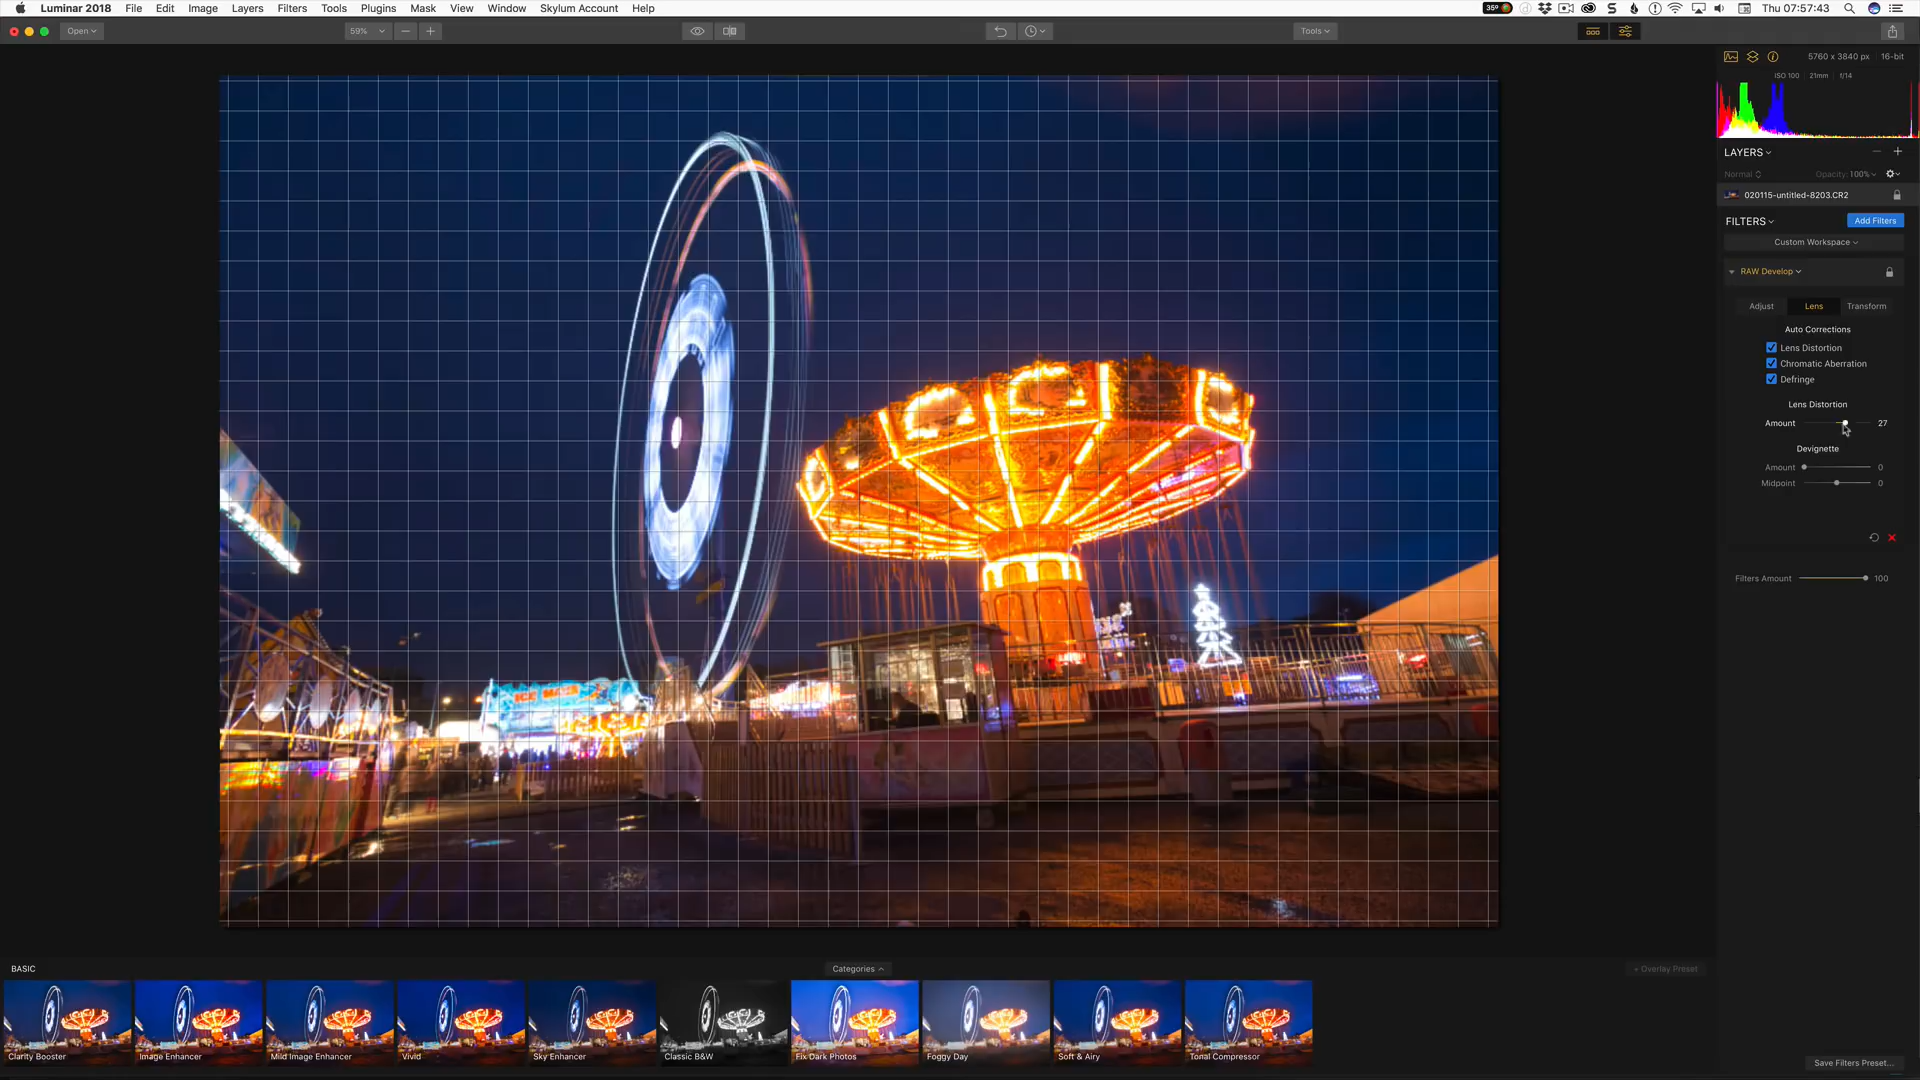 Luminar 2018 File Edit Image Layers Filters Tools Plugins Mask View Window Skylum Account Help 35° Thu 07:57:43
Open 59% Tools
5760 x 3840 px 16-bit
ISO 100 21mm f/14
LAYERS
Normal Opacity: 100%
020115-untitled-8203.CR2
FILTERS Add Filters
Custom Workspace
RAW Develop
Adjust Lens Transform
Auto Corrections
Lens Distortion
Chromatic Aberration
Defringe
Lens Distortion
Amount 27
Devignette
Amount 0
Midpoint 0
Filters Amount 100
BASIC Categories + Overlay Preset
Clarity Booster Image Enhancer Mild Image Enhancer Vivid Sky Enhancer Classic B&W Fix Dark Photos Foggy Day Soft & Airy Tonal Compressor
Save Filters Preset...